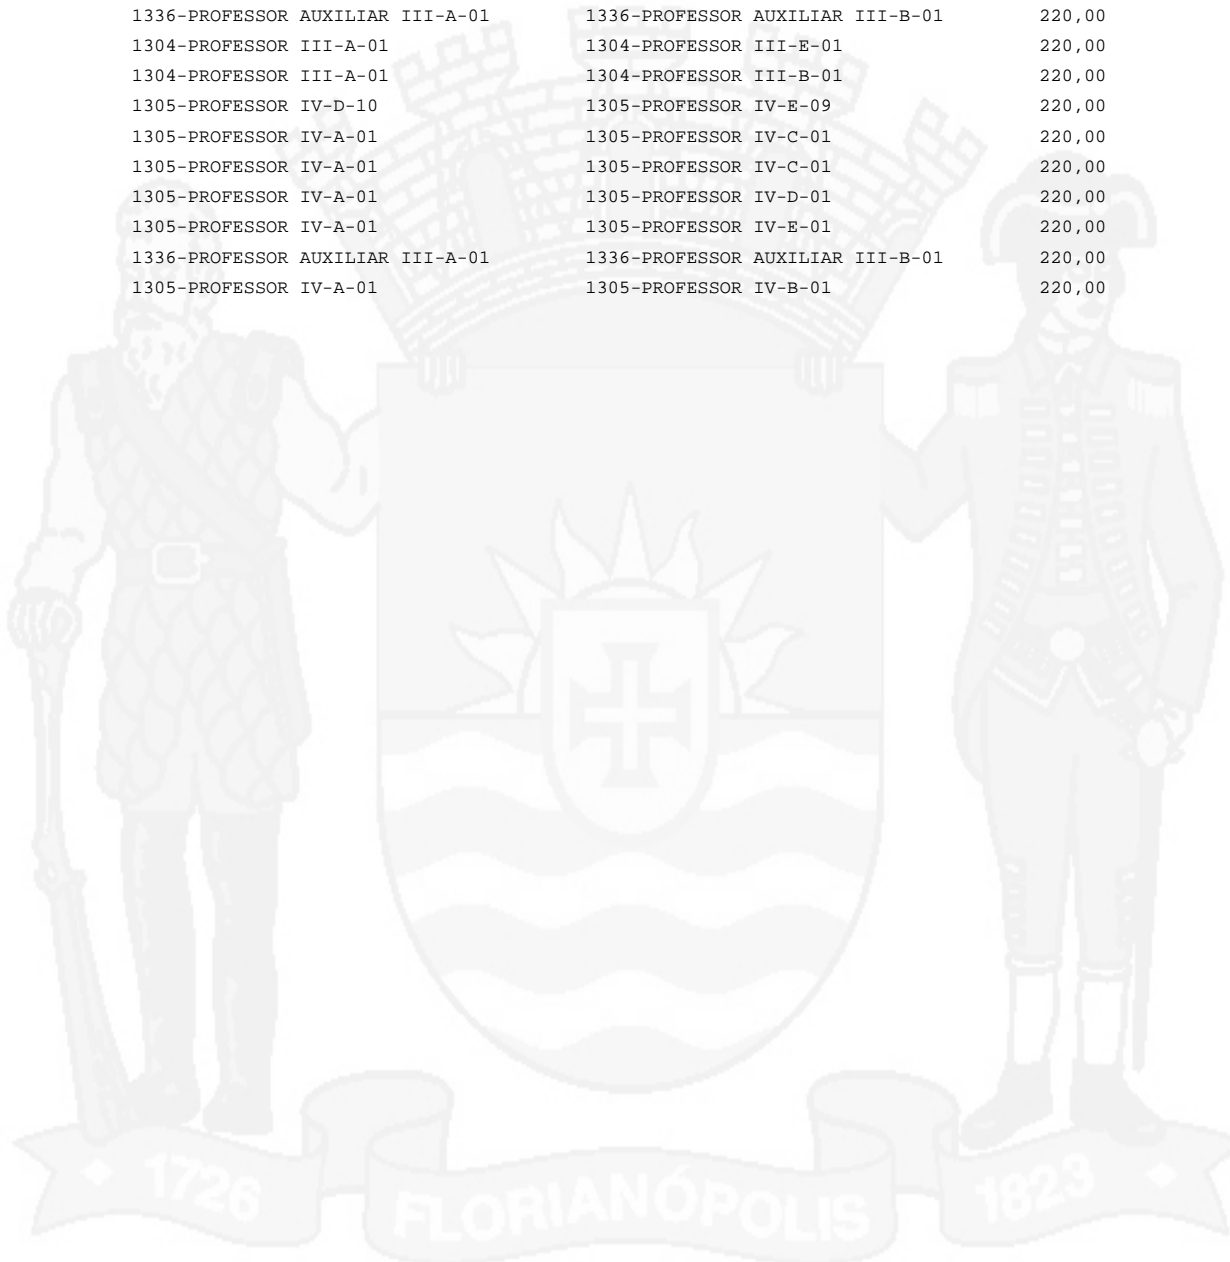 1336-PROFESSOR AUXILIAR III-A-01 1336-PROFESSOR AUXILIAR III-B-01 220,00
1304-PROFESSOR III-A-01 1304-PROFESSOR III-E-01 220,00
1304-PROFESSOR III-A-01 1304-PROFESSOR III-B-01 220,00
1305-PROFESSOR IV-D-10 1305-PROFESSOR IV-E-09 220,00
1305-PROFESSOR IV-A-01 1305-PROFESSOR IV-C-01 220,00
1305-PROFESSOR IV-A-01 1305-PROFESSOR IV-C-01 220,00
1305-PROFESSOR IV-A-01 1305-PROFESSOR IV-D-01 220,00
1305-PROFESSOR IV-A-01 1305-PROFESSOR IV-E-01 220,00
1336-PROFESSOR AUXILIAR III-A-01 1336-PROFESSOR AUXILIAR III-B-01 220,00
1305-PROFESSOR IV-A-01 1305-PROFESSOR IV-B-01 220,00
1726 FLORIANÓPOLIS 1823